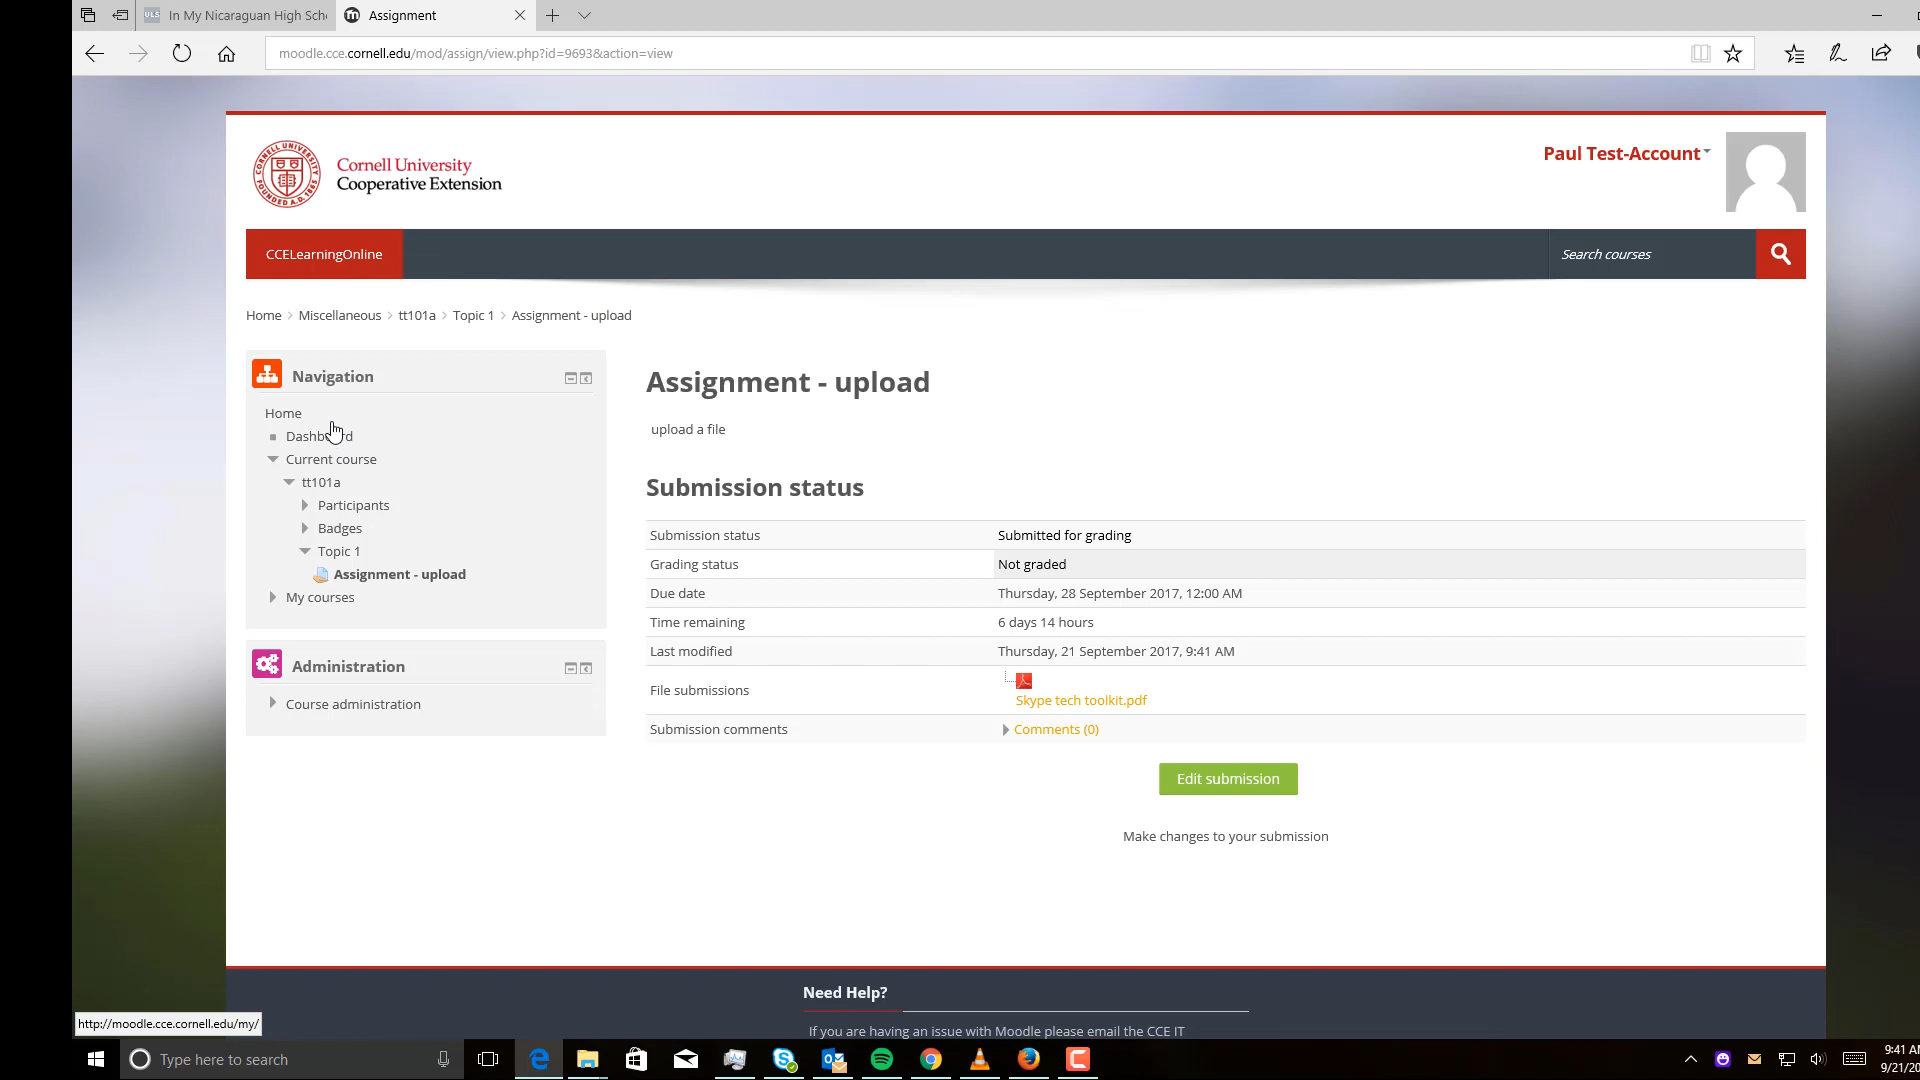 In My Nicaraguan High Sch
Assignment
moodle.cce.cornell.edu/mod/assign/view.php?id=9693&action=view
Cornell University
Cooperative Extension
Paul Test-Account
CCELearningOnline
Search courses
Home > Miscellaneous > tt101a > Topic 1 > Assignment - upload
Navigation
Home
Dashboard
Current course
tt101a
Participants
Badges
Topic 1
Assignment - upload
My courses
Administration
Course administration
Assignment - upload
upload a file
Submission status
Submission status Submitted for grading
Grading status Not graded
Due date Thursday, 28 September 2017, 12:00 AM
Time remaining 6 days 14 hours
Last modified Thursday, 21 September 2017, 9:41 AM
File submissions Skype tech toolkit.pdf
Submission comments Comments (0)
Edit submission
Make changes to your submission
Need Help?
If you are having an issue with Moodle please email the CCE IT
http://moodle.cce.cornell.edu/my/
Type here to search
9:41 AM
9/21/20